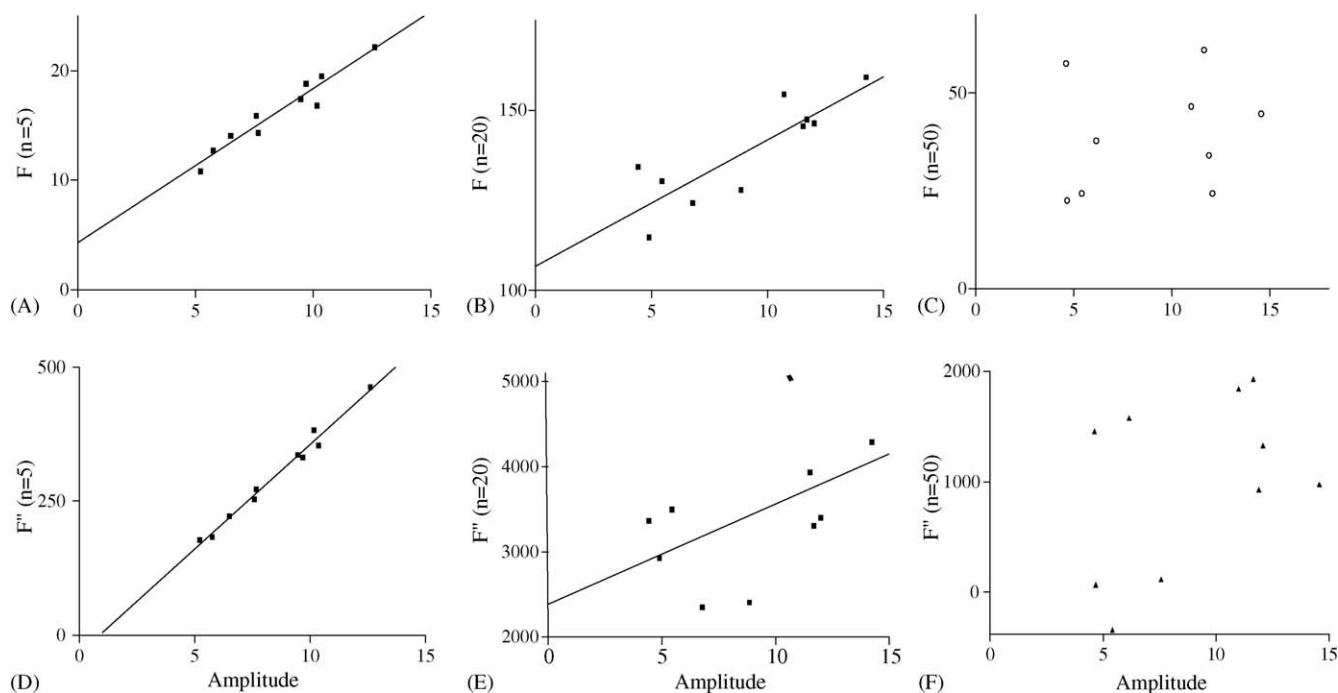 20
10
0
F (n=5)
(A)
0
5
10
15
150
100
F (n=20)
(B)
0
5
10
15
50
0
F (n=50)
(C)
0
5
10
15
500
250
0
F" (n=5)
(D)
0
5
10
15
Amplitude
5000
4000
3000
2000
F" (n=20)
(E)
0
5
10
15
Amplitude
2000
1000
0
F" (n=50)
(F)
0
5
10
15
Amplitude